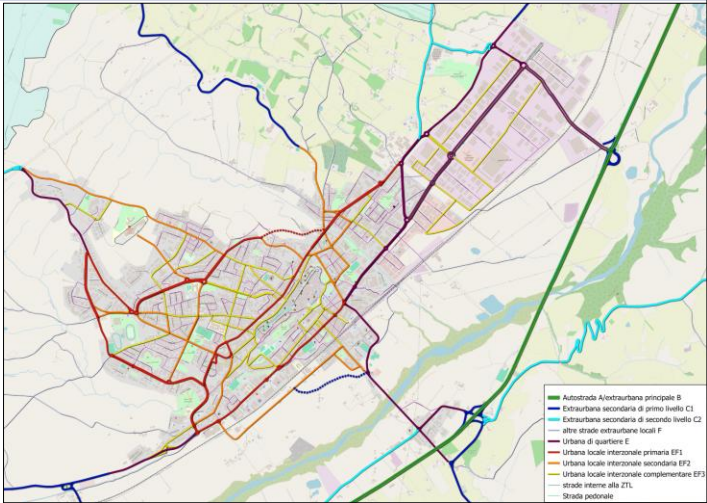 Autostrada A/extraurbana principale B
Extraurbana secondaria di primo livello C1
Extraurbana secondaria di secondo livello C2
altre strade extraurbane locali F
Urbana di quartiere E
Urbana locale interzonale primaria EF1
Urbana locale interzonale secondaria EF2
Urbana locale interzonale complementare EF3
strade interne alla ZTL
Strada pedonale